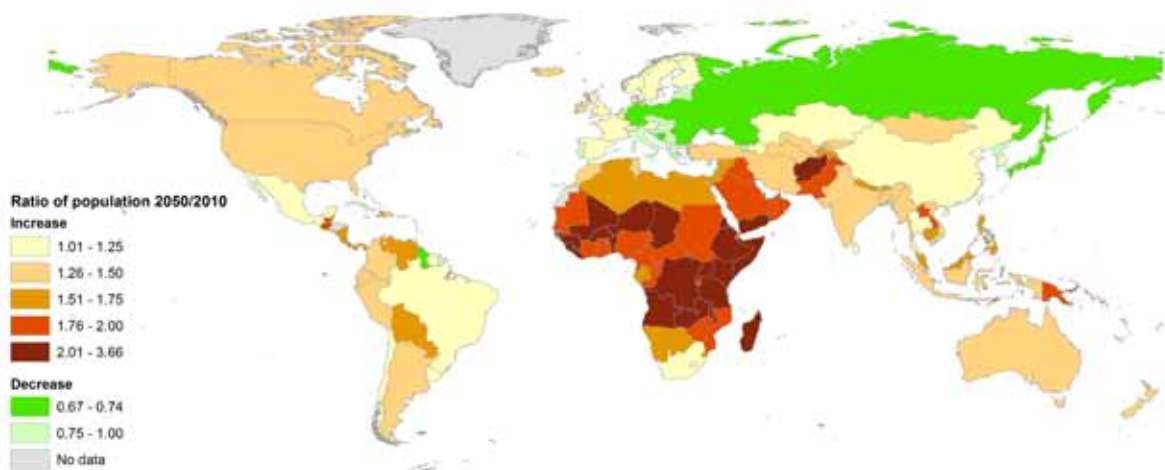 Ratio of population 2050/2010
Increase
1.01 - 1.25
1.26 - 1.50
1.51 - 1.75
1.76 - 2.00
2.01 - 3.66
Decrease
0.67 - 0.74
0.75 - 1.00
No data